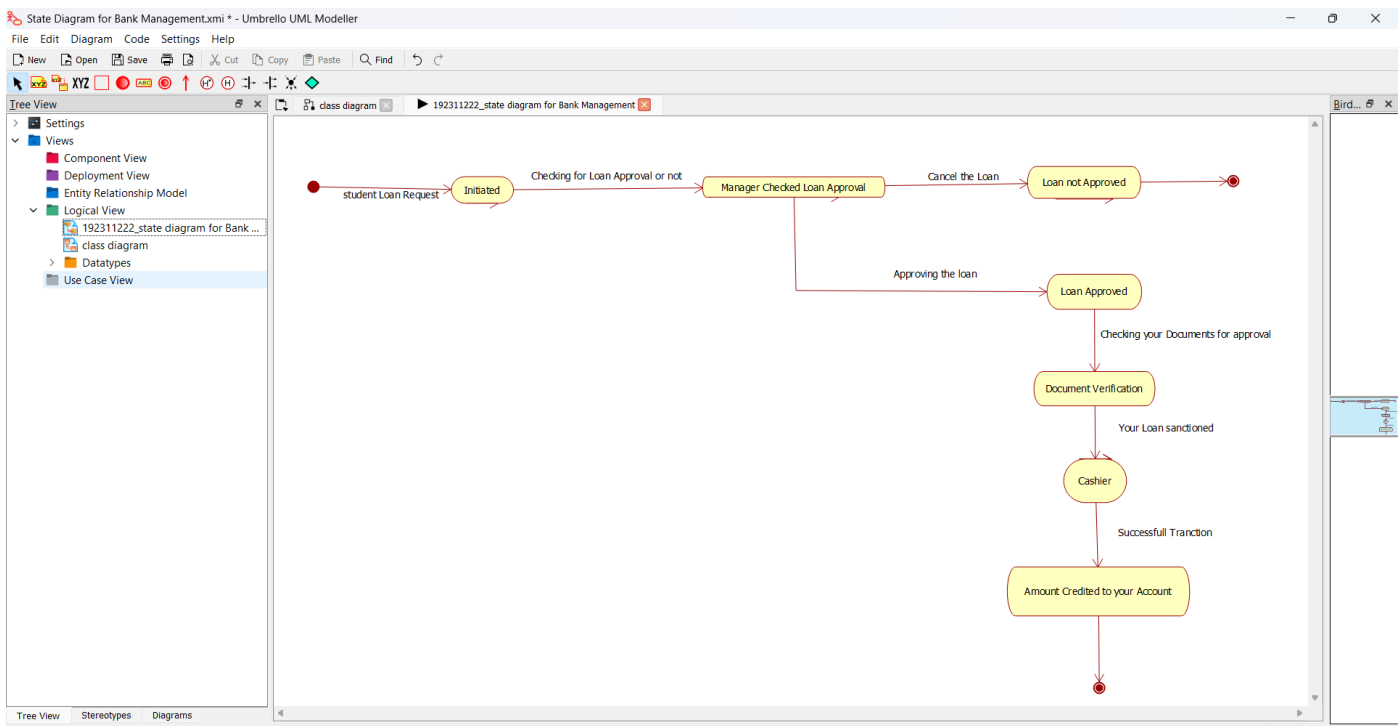 State Diagram for Bank Management.xmi * - Umbrello UML Modeller
File Edit Diagram Code Settings Help
New Open Save Cut Copy Paste Find
XYZ XYZ XYZ ABC H* H
Tree View
class diagram
192311222_state diagram for Bank Management
Bird...
Settings
Views
Component View
Deployment View
Entity Relationship Model
Logical View
192311222_state diagram for Bank ...
class diagram
Datatypes
Use Case View
student Loan Request
Initiated
Checking for Loan Approval or not
Manager Checked Loan Approval
Cancel the Loan
Loan not Approved
Approving the loan
Loan Approved
Checking your Documents for approval
Document Verification
Your Loan sanctioned
Cashier
Successfull Tranction
Amount Credited to your Account
Tree View Stereotypes Diagrams